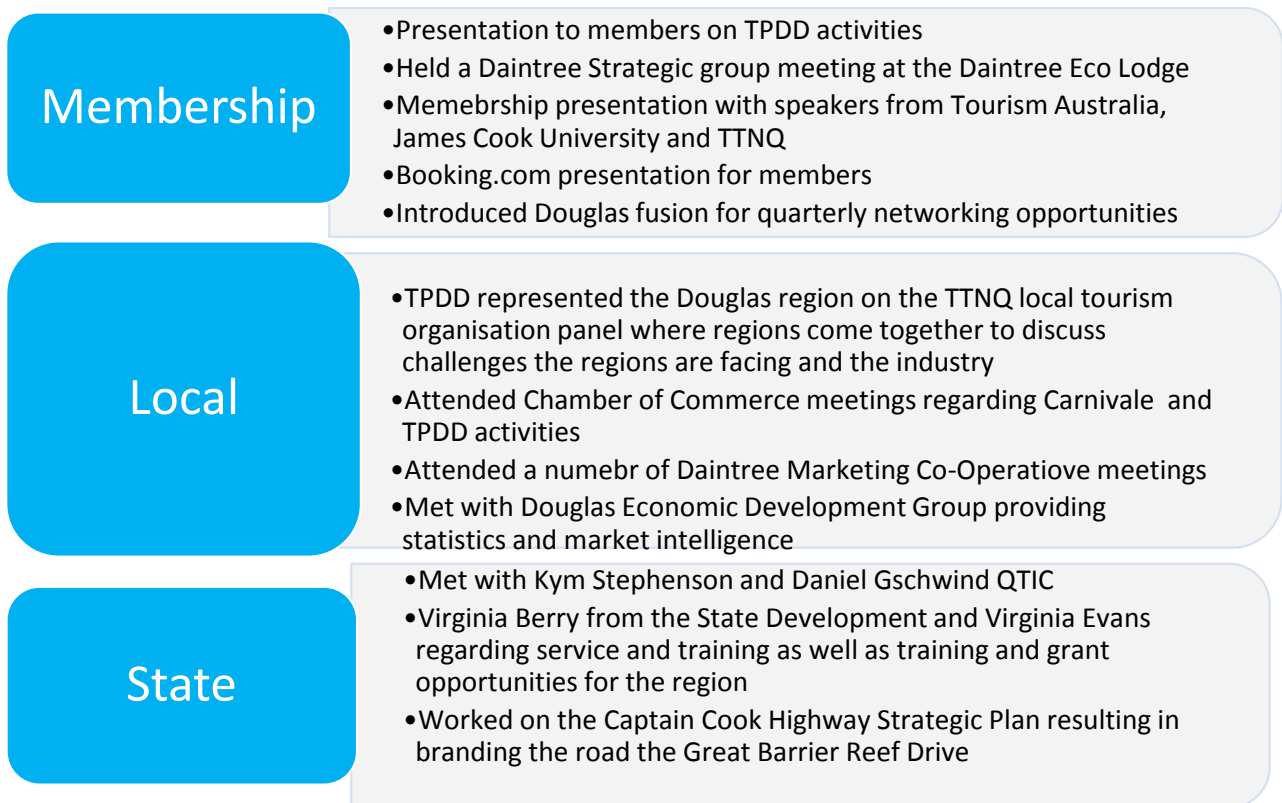 Membership
•Presentation to members on TPDD activities
•Held a Daintree Strategic group meeting at the Daintree Eco Lodge
•Memebrship presentation with speakers from Tourism Australia,
James Cook University and TTNQ
•Booking.com presentation for members
•Introduced Douglas fusion for quarterly networking opportunities
Local
•TPDD represented the Douglas region on the TTNQ local tourism
organisation panel where regions come together to discuss
challenges the regions are facing and the industry
•Attended Chamber of Commerce meetings regarding Carnivale and
TPDD activities
•Attended a numebr of Daintree Marketing Co-Operatiove meetings
•Met with Douglas Economic Development Group providing
statistics and market intelligence
State
•Met with Kym Stephenson and Daniel Gschwind QTIC
•Virginia Berry from the State Development and Virginia Evans
regarding service and training as well as training and grant
opportunities for the region
•Worked on the Captain Cook Highway Strategic Plan resulting in
branding the road the Great Barrier Reef Drive